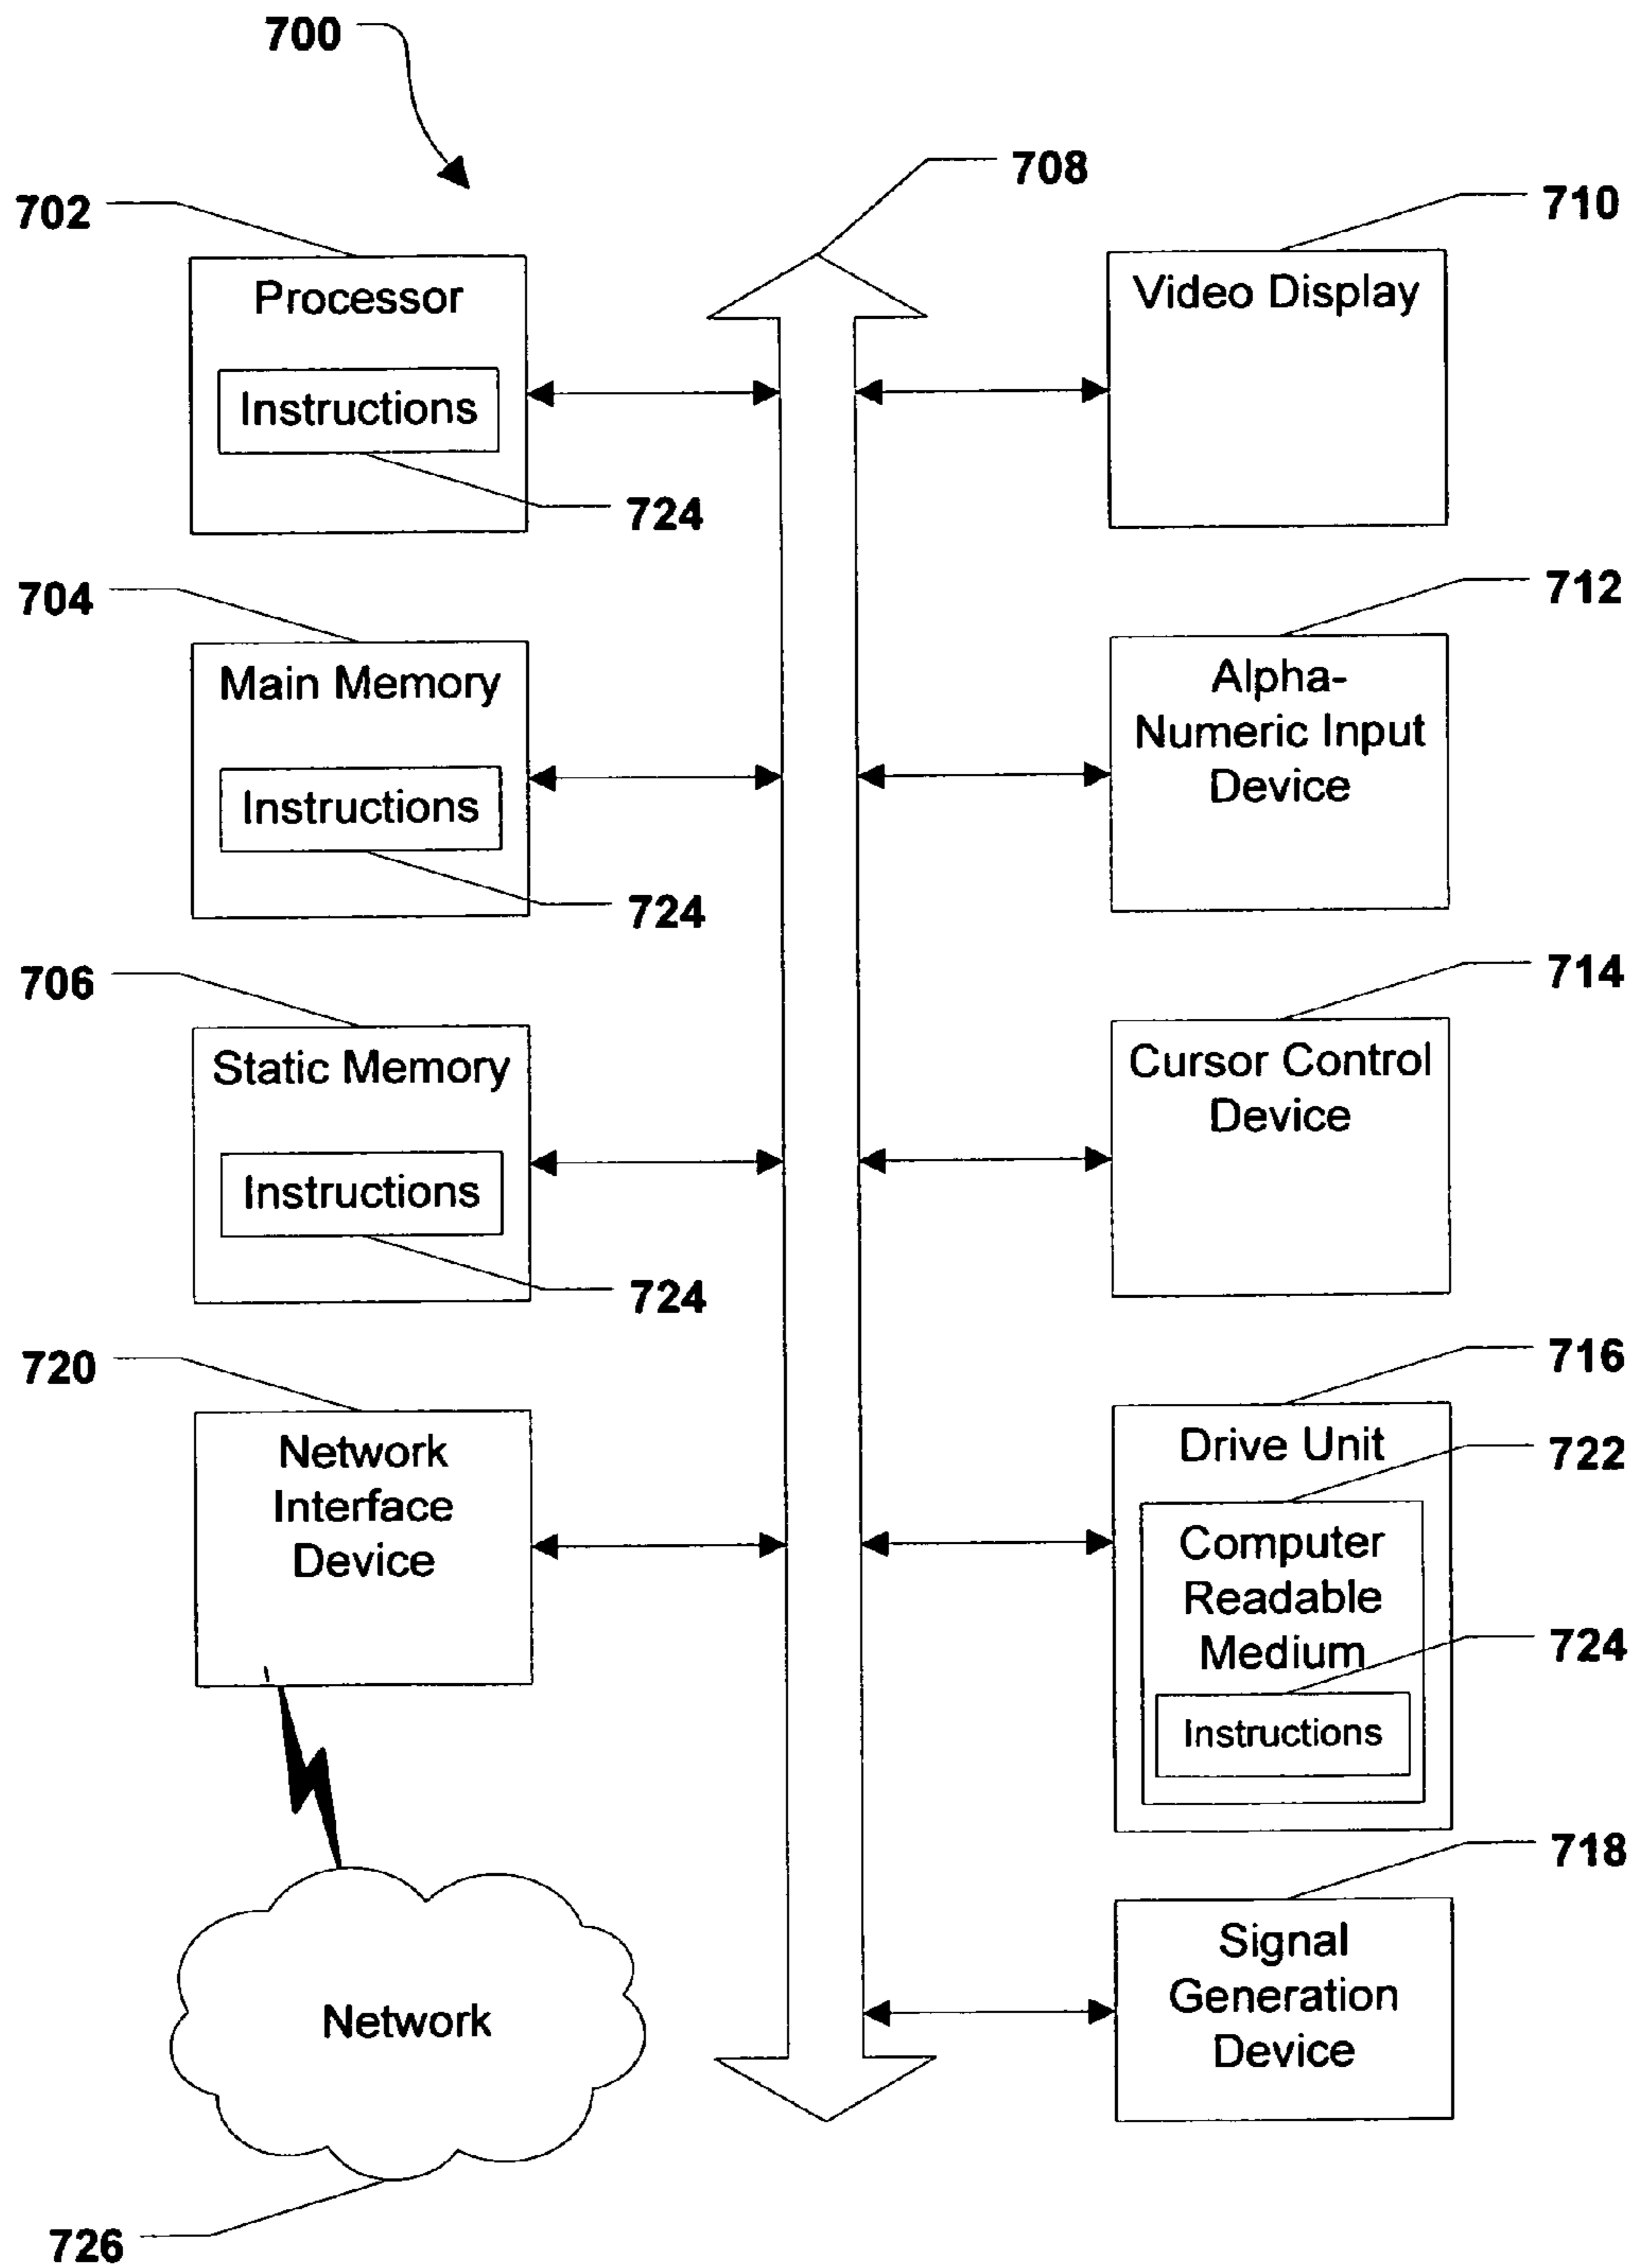 700
708
702
Processor
Instructions
724
710
Video Display
704
Main Memory
Instructions
724
712
Alpha-
Numeric Input
Device
706
Static Memory
Instructions
724
714
Cursor Control
Device
720
Network
Interface
Device
716
Drive Unit
722
Computer
Readable
Medium
724
Instructions
718
Signal
Generation
Device
Network
726